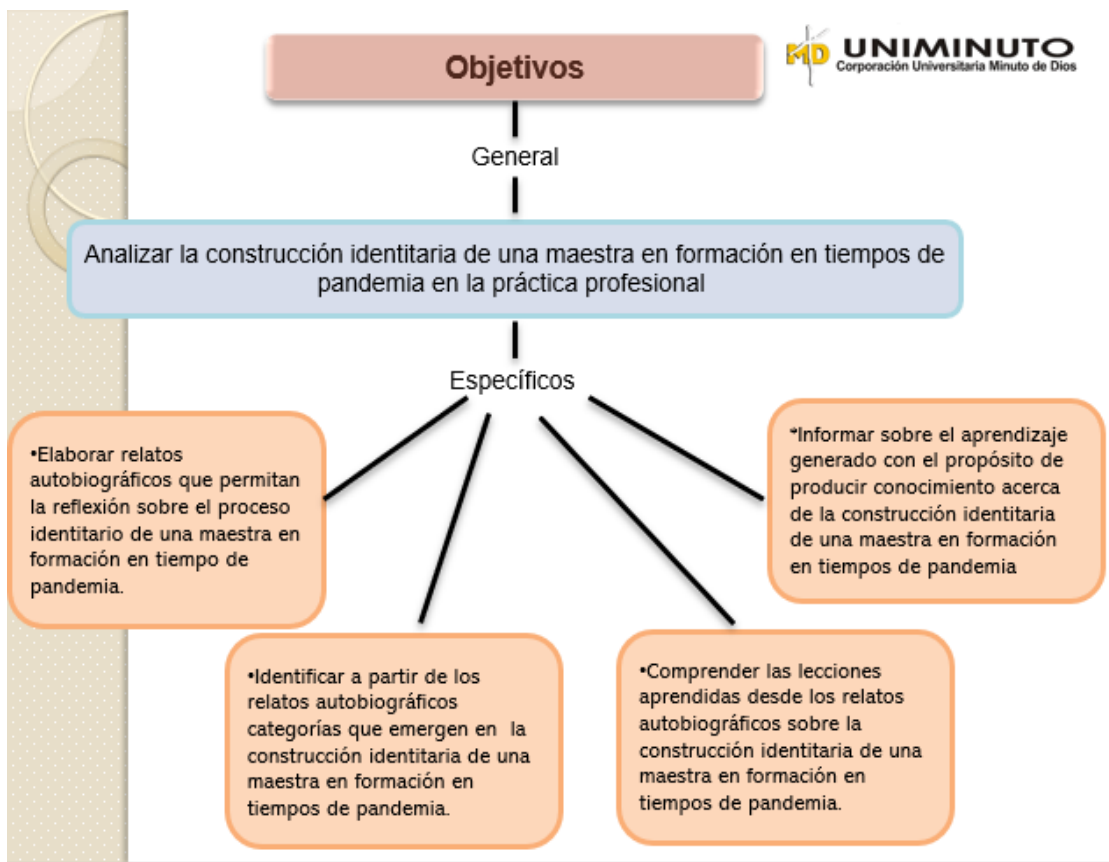 Objetivos
MD UNIMINUTO
Corporación Universitaria Minuto de Dios
General
Analizar la construcción identitaria de una maestra en formación en tiempos de
pandemia en la práctica profesional
Específicos
•Elaborar relatos
autobiográficos que permitan
la reflexión sobre el proceso
identitario de una maestra en
formación en tiempo de
pandemia.
•Identificar a partir de los
relatos autobiográficos
categorías que emergen en la
construcción identitaria de una
maestra en formación en
tiempos de pandemia.
•Comprender las lecciones
aprendidas desde los relatos
autobiográficos sobre la
construcción identitaria de una
maestra en formación en
tiempos de pandemia.
•Informar sobre el aprendizaje
generado con el propósito de
producir conocimiento acerca
de la construcción identitaria
de una maestra en formación
en tiempos de pandemia